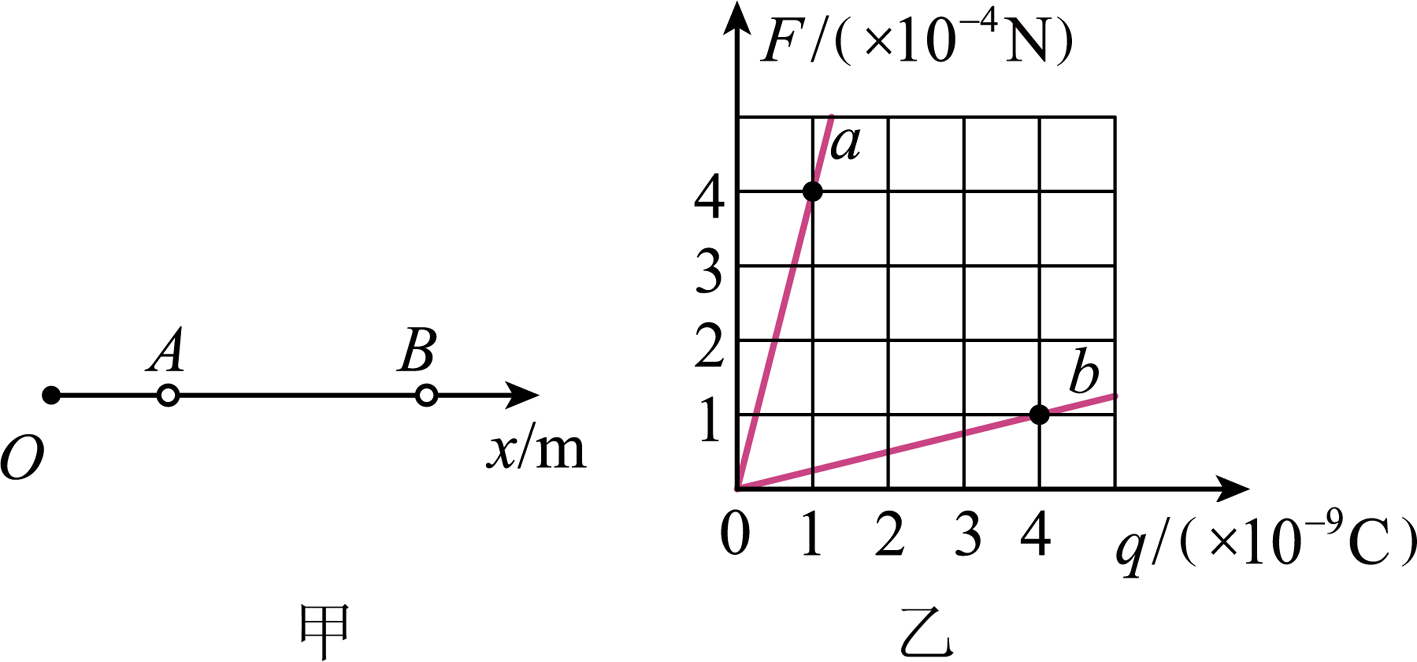 A B
O x/m
甲
F/(×10⁻⁴N)
a
4
3
2
b
1
0 1 2 3 4 q/(×10⁻⁹C)
乙